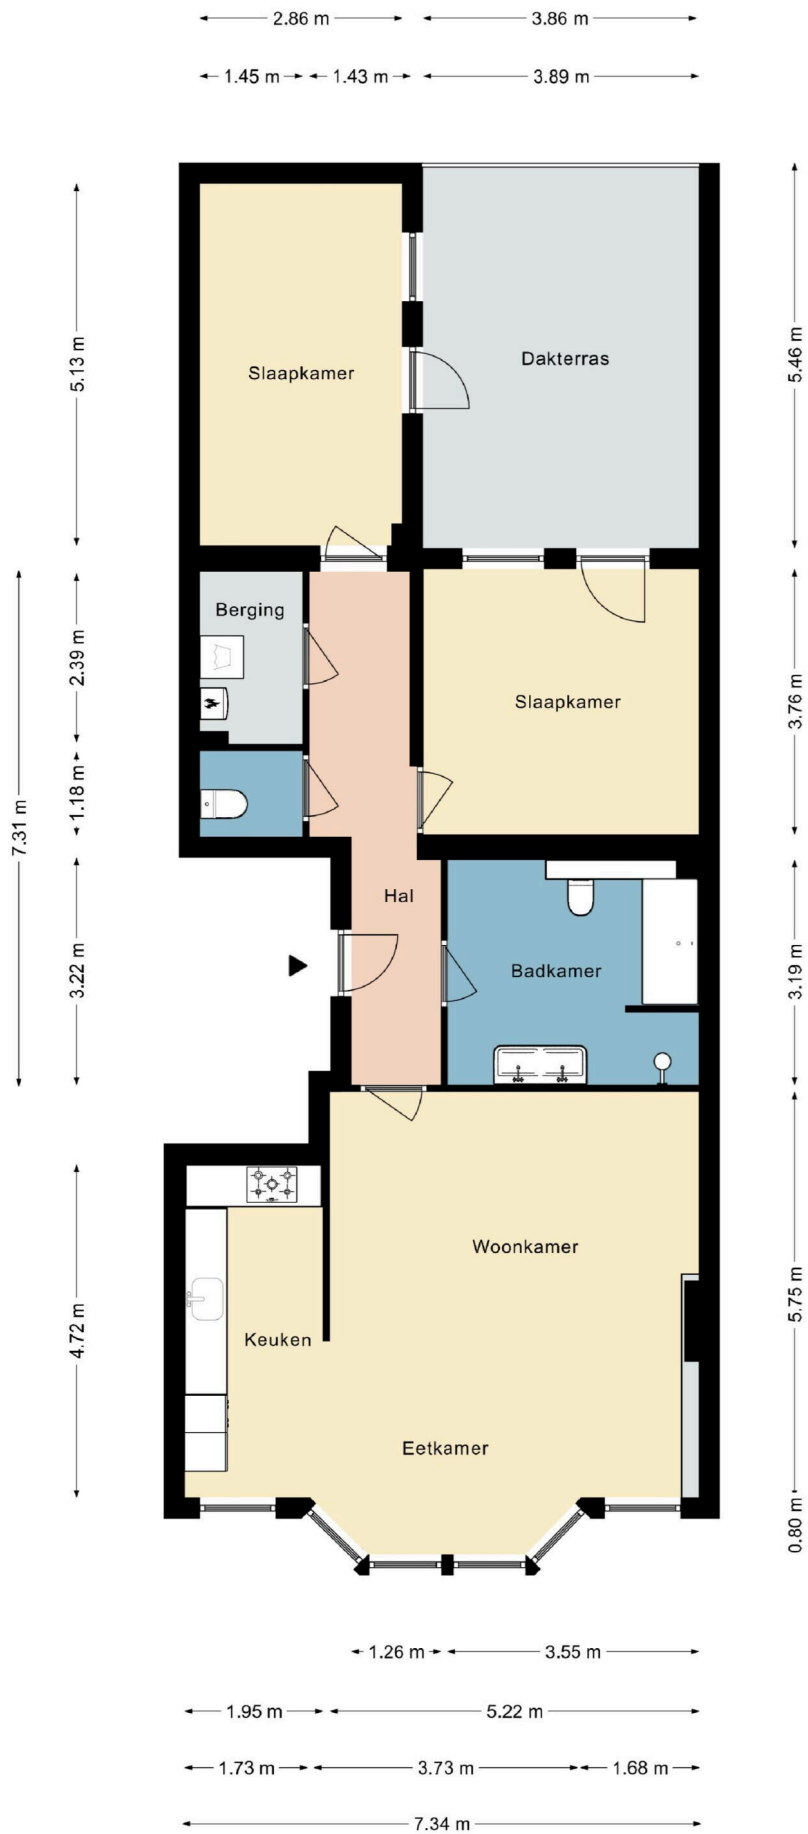 2.86 m
3.86 m
1.45 m
1.43 m
3.89 m
5.13 m
5.46 m
Slaapkamer
Dakterras
Berging
2.39 m
Slaapkamer
3.76 m
1.18 m
7.31 m
Hal
3.22 m
Badkamer
3.19 m
Woonkamer
4.72 m
Keuken
5.75 m
Eetkamer
0.80 m
1.26 m
3.55 m
1.95 m
5.22 m
1.73 m
3.73 m
1.68 m
7.34 m